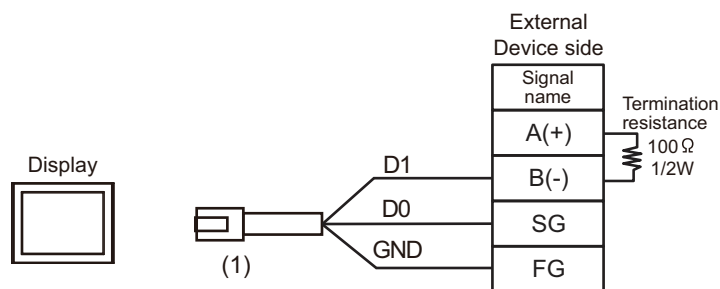 External
Device side
Signal
name
Termination
resistance
A(+)
100Ω
1/2W
Display
D1
B(-)
D0
SG
GND
(1)
FG